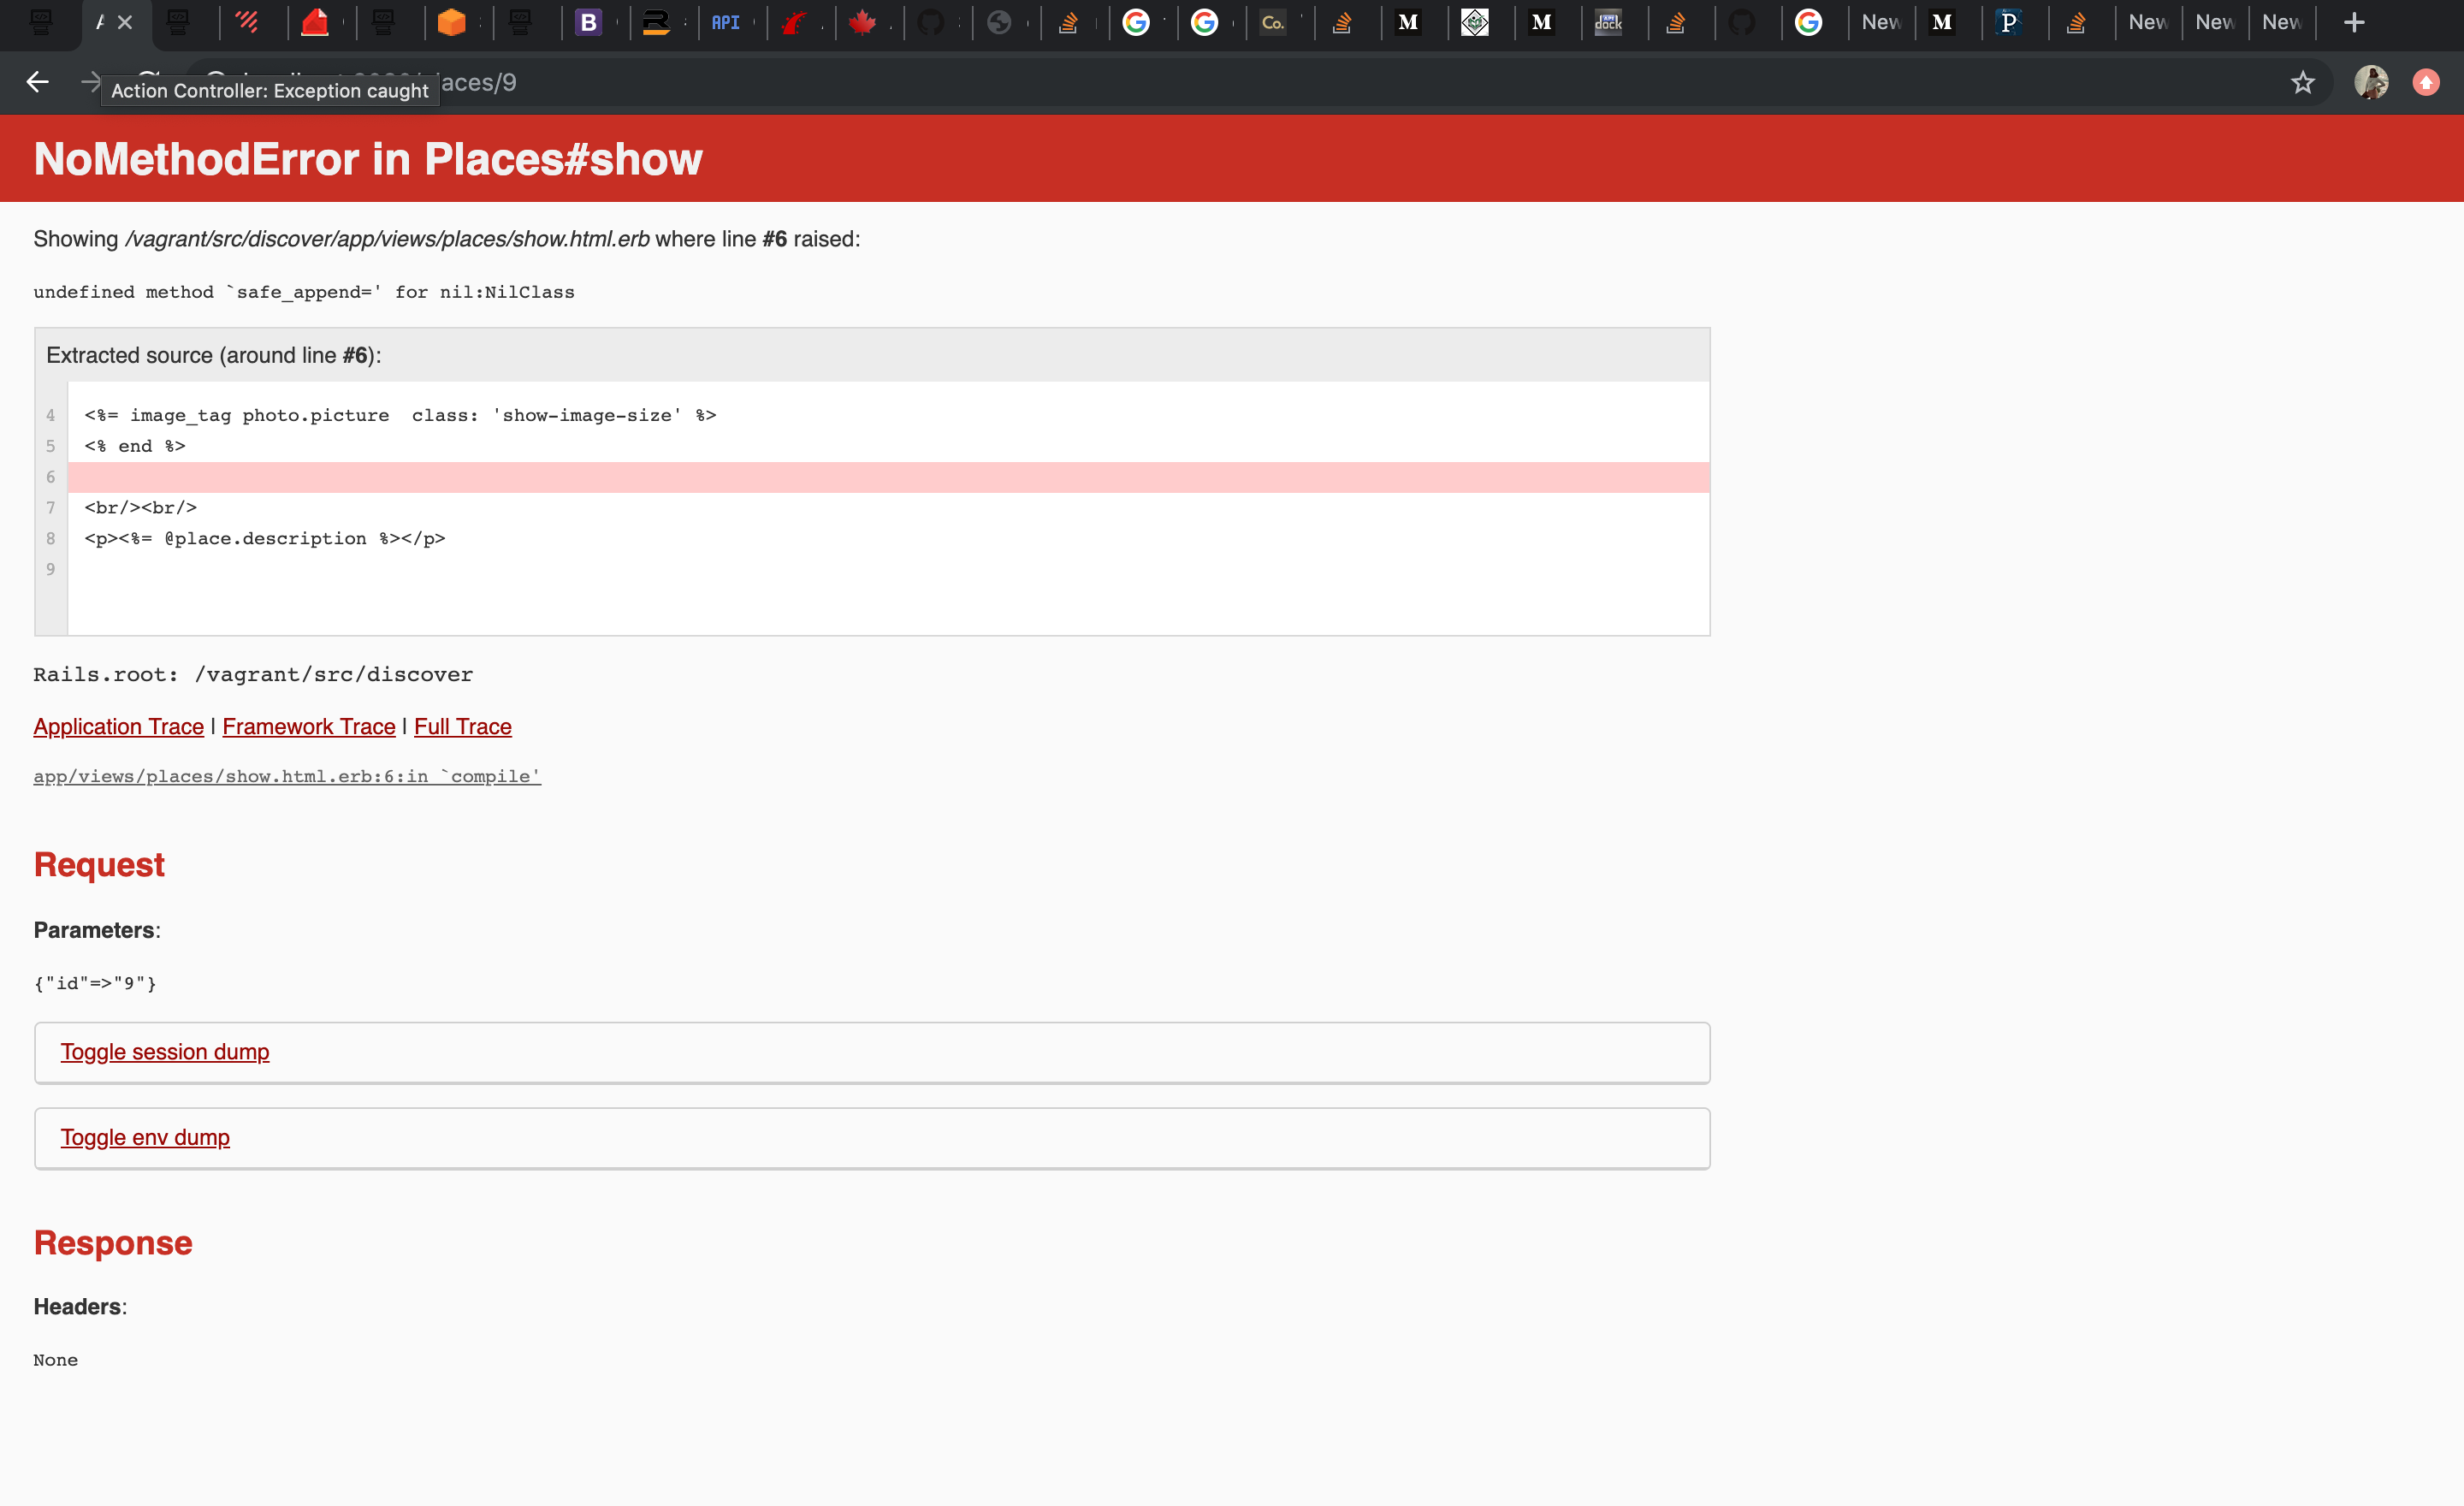 B
API
Co.
M
M
API
dock
New
M
P
New
New
New
Action Controller: Exception caught
aces/9
NoMethodError in Places#show
Showing /vagrant/src/discover/app/views/places/show.html.erb where line #6 raised:
undefined method `safe_append=' for nil:NilClass
Extracted source (around line #6):
4 <%= image_tag photo.picture  class: 'show-image-size' %>
5 <% end %>
6
7 <br/><br/>
8 <p><%= @place.description %></p>
9
Rails.root: /vagrant/src/discover
Application Trace | Framework Trace | Full Trace
app/views/places/show.html.erb:6:in `compile'
Request
Parameters:
{"id"=>"9"}
Toggle session dump
Toggle env dump
Response
Headers:
None